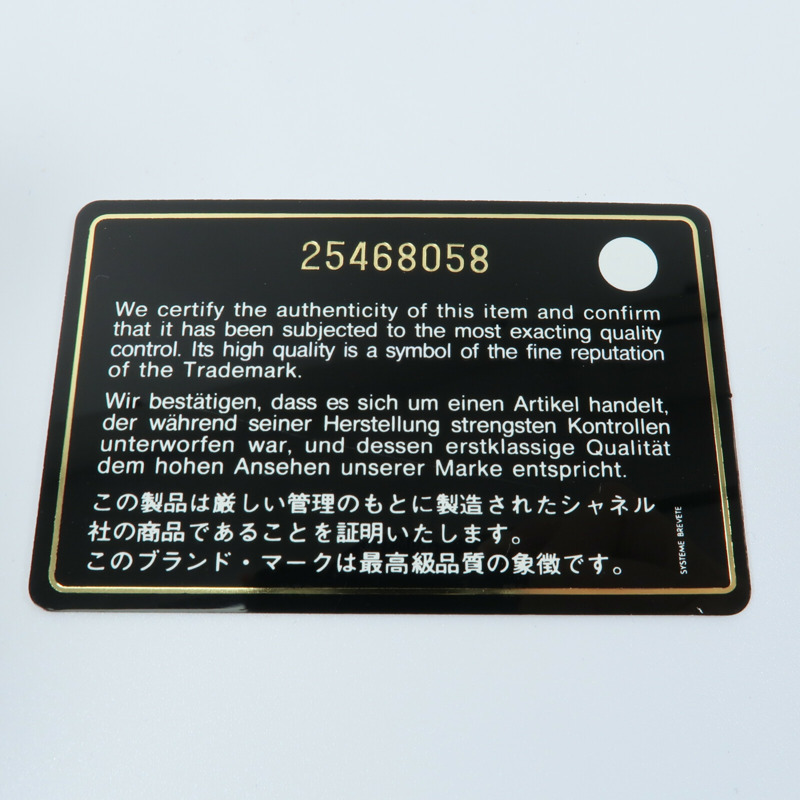 25468058
We certify the authenticity of this item and confirm
that it has been subjected to the most exacting quality
control. Its high quality is a symbol of the fine reputation
of the Trademark.
Wir bestätigen, dass es sich um einen Artikel handelt,
der während seiner Herstellung strengsten Kontrollen
unterworfen war, und dessen erstklassige Qualität
dem hohen Ansehen unserer Marke entspricht.
この製品は厳しい管理のもとに製造されたシャネル
社の商品であることを証明いたします。
このブランド・マークは最高級品質の象徴です。
SYSTEME BREVETE